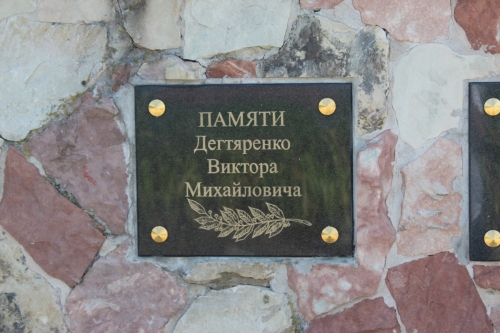 ПАМЯТИ
Дегтяренко
Виктора
Михайловича